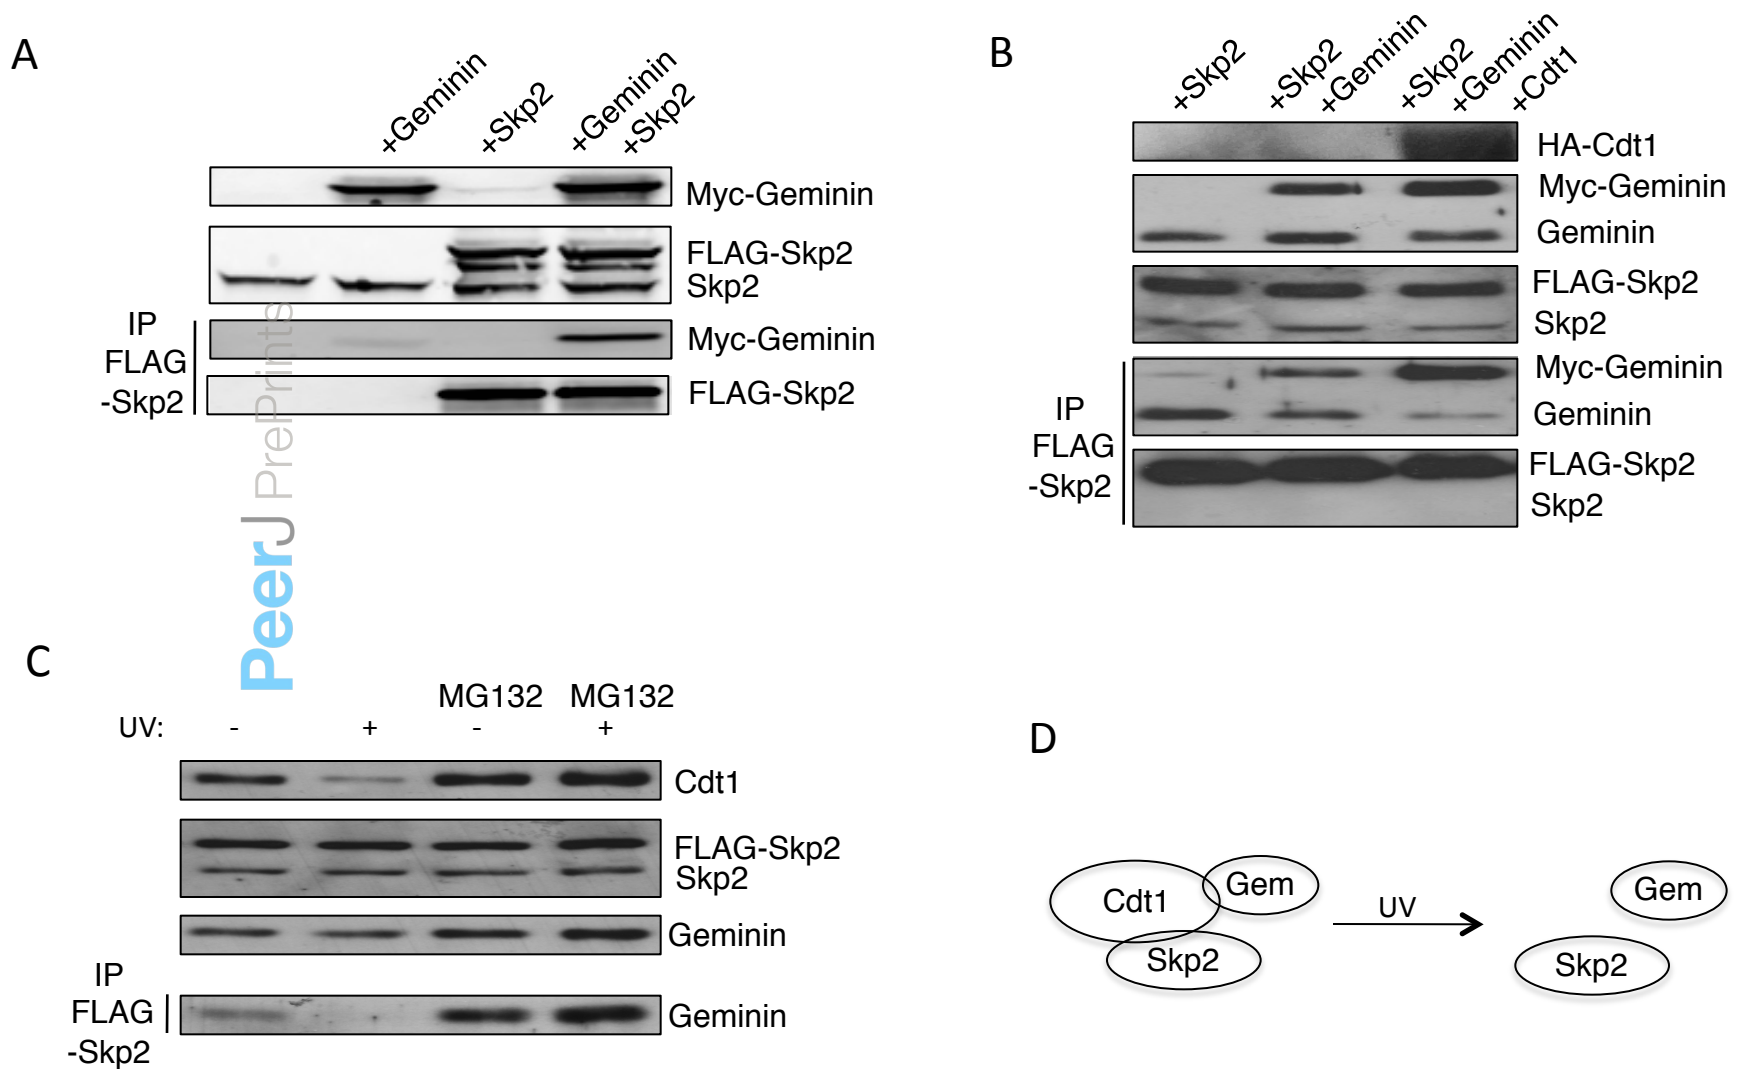 A
+Geminin
+Skp2
+Geminin
+Skp2
Myc-Geminin
FLAG-Skp2
Skp2
IP
FLAG
-Skp2
Myc-Geminin
FLAG-Skp2
PeerJ PrePrints
B
+Skp2
+Skp2
+Geminin
+Skp2
+Geminin
+Cdt1
HA-Cdt1
Myc-Geminin
Geminin
FLAG-Skp2
Skp2
IP
FLAG
-Skp2
Myc-Geminin
Geminin
FLAG-Skp2
Skp2
C
MG132 MG132
UV: - + - +
Cdt1
FLAG-Skp2
Skp2
Geminin
IP
FLAG
-Skp2
Geminin
D
Cdt1
Gem
Skp2
UV
Gem
Skp2